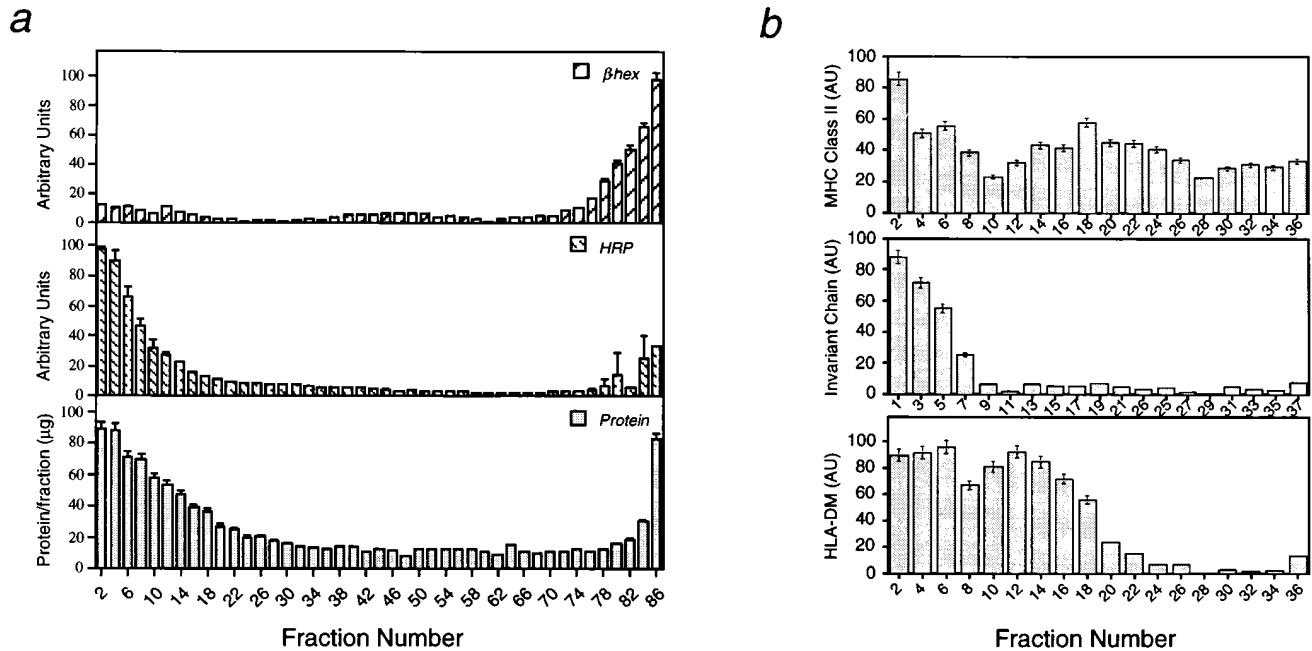 a
Arbitrary Units
100
80
60
40
20
0
β-hex
Arbitrary Units
100
80
60
40
20
0
HRP
Protein/fraction (µg)
100
80
60
40
20
0
Protein
2 6 10 14 18 22 26 30 34 38 42 46 50 54 58 62 66 70 74 78 82 86
Fraction Number
b
MHC Class II (AU)
100
80
60
40
20
0
2 4 6 8 10 12 14 16 18 20 22 24 26 28 30 32 34 36
Invariant Chain (AU)
100
80
60
40
20
0
1 3 5 7 9 11 13 15 17 19 21 26 25 27 29 31 33 35 37
HLA-DM (AU)
100
80
60
40
20
0
2 4 6 8 10 12 14 16 18 20 22 24 26 28 30 32 34 36
Fraction Number